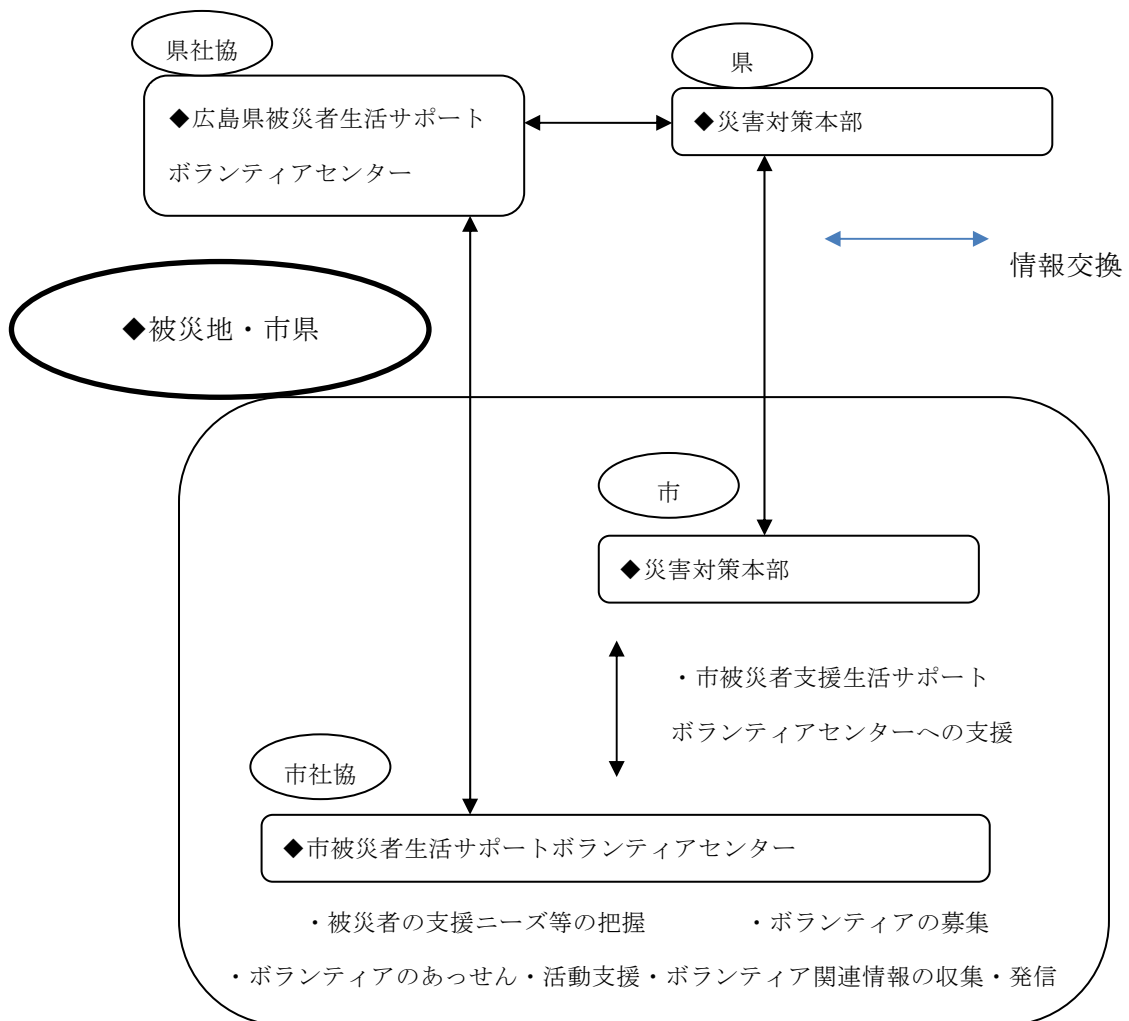 県社協
県
◆広島県被災者生活サポート
ボランティアセンター
◆災害対策本部
情報交換
◆被災地・市県
市
◆災害対策本部
・市被災者支援生活サポート
ボランティアセンターへの支援
市社協
◆市被災者生活サポートボランティアセンター
・被災者の支援ニーズ等の把握 ・ボランティアの募集
・ボランティアのあっせん・活動支援・ボランティア関連情報の収集・発信